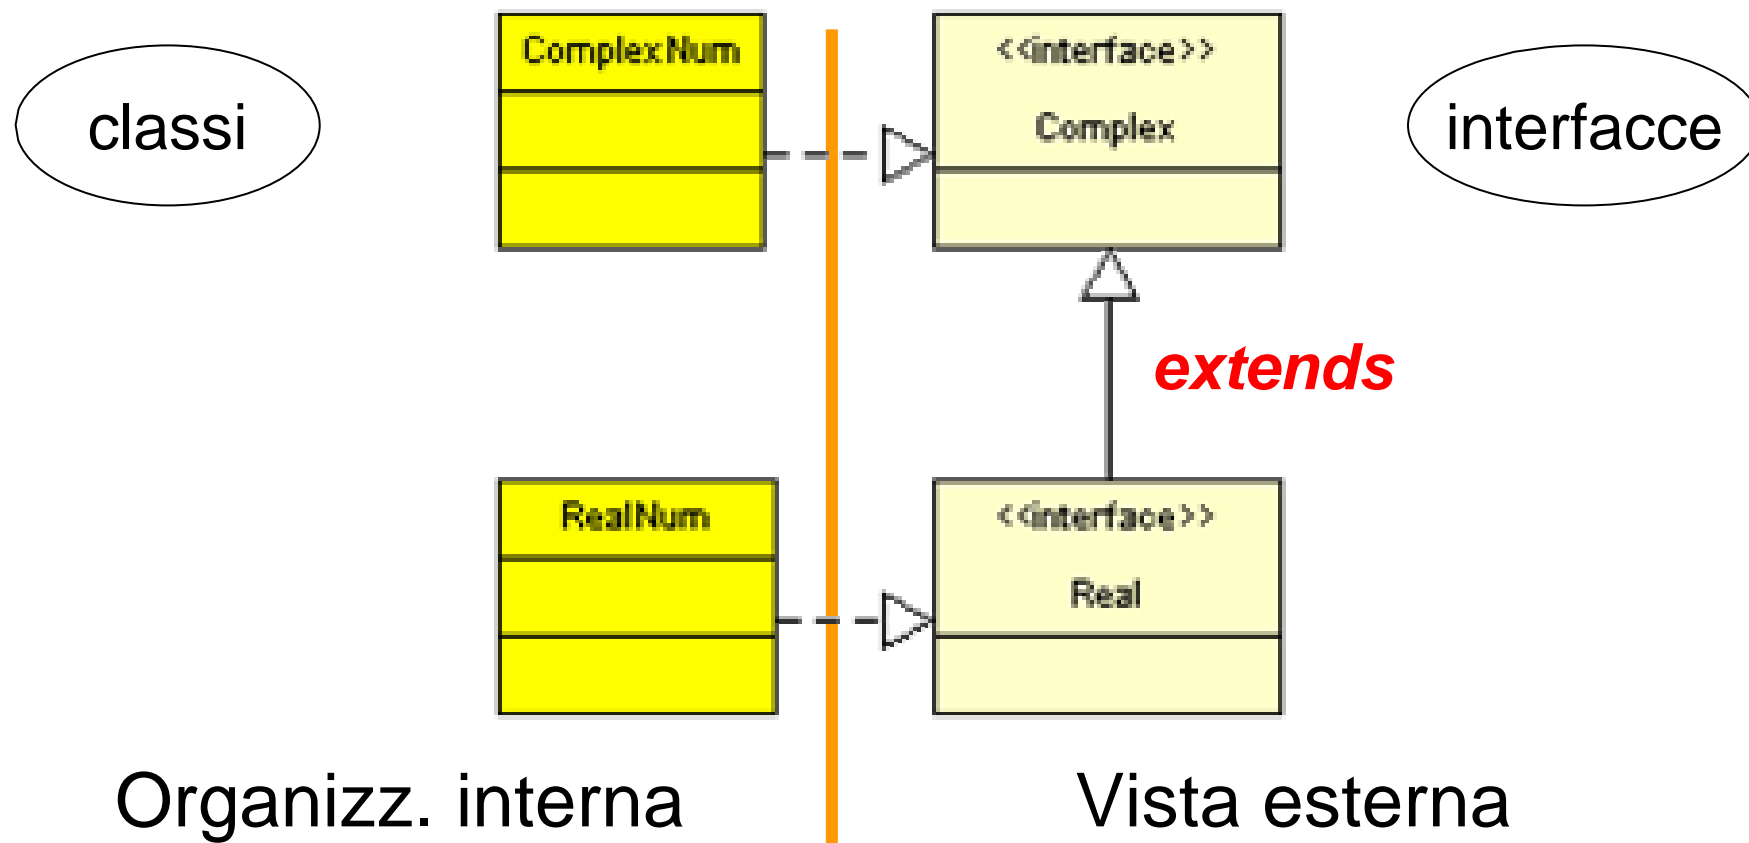 classi
ComplexNum
<<interface>>
Complex
interfacce
extends
RealNum
<<interface>>
Real
Organizz. interna
Vista esterna